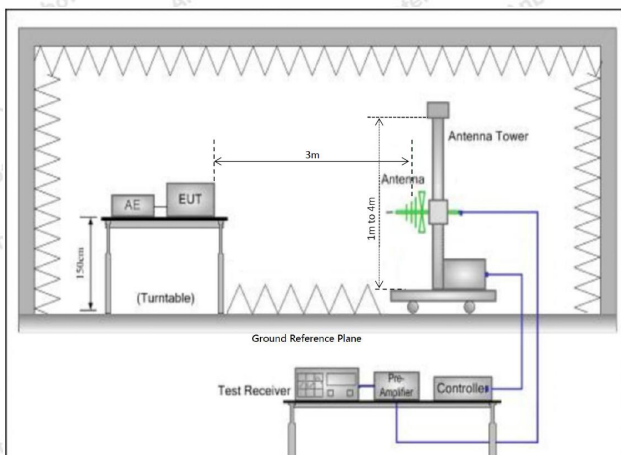 Antenna Tower
3m
Antenna
1m to 4m
AE
EUT
150cm
(Turntable)
Ground Reference Plane
Test Receiver
Pre-
Amplifier
Controller